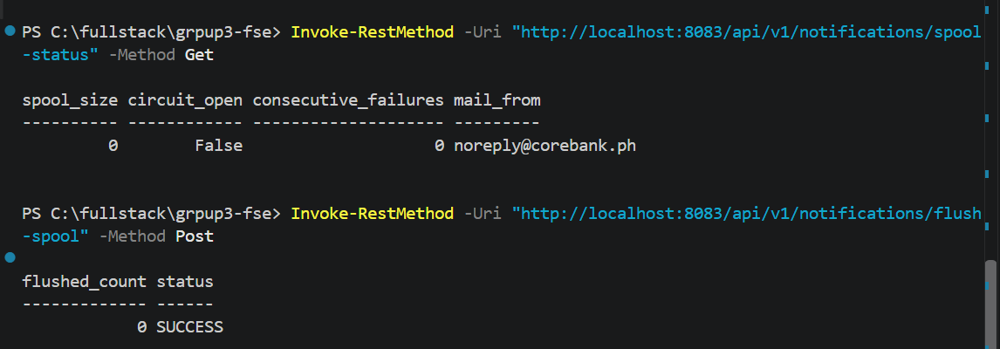 PS C:\fullstack\grpup3-fse> Invoke-RestMethod -Uri "http://localhost:8083/api/v1/notifications/spool
-status" -Method Get
spool_size circuit_open consecutive_failures mail_from
---------- ------------ -------------------- ---------
0 False 0 noreply@corebank.ph
PS C:\fullstack\grpup3-fse> Invoke-RestMethod -Uri "http://localhost:8083/api/v1/notifications/flush
-spool" -Method Post
flushed_count status
------------- ------
0 SUCCESS